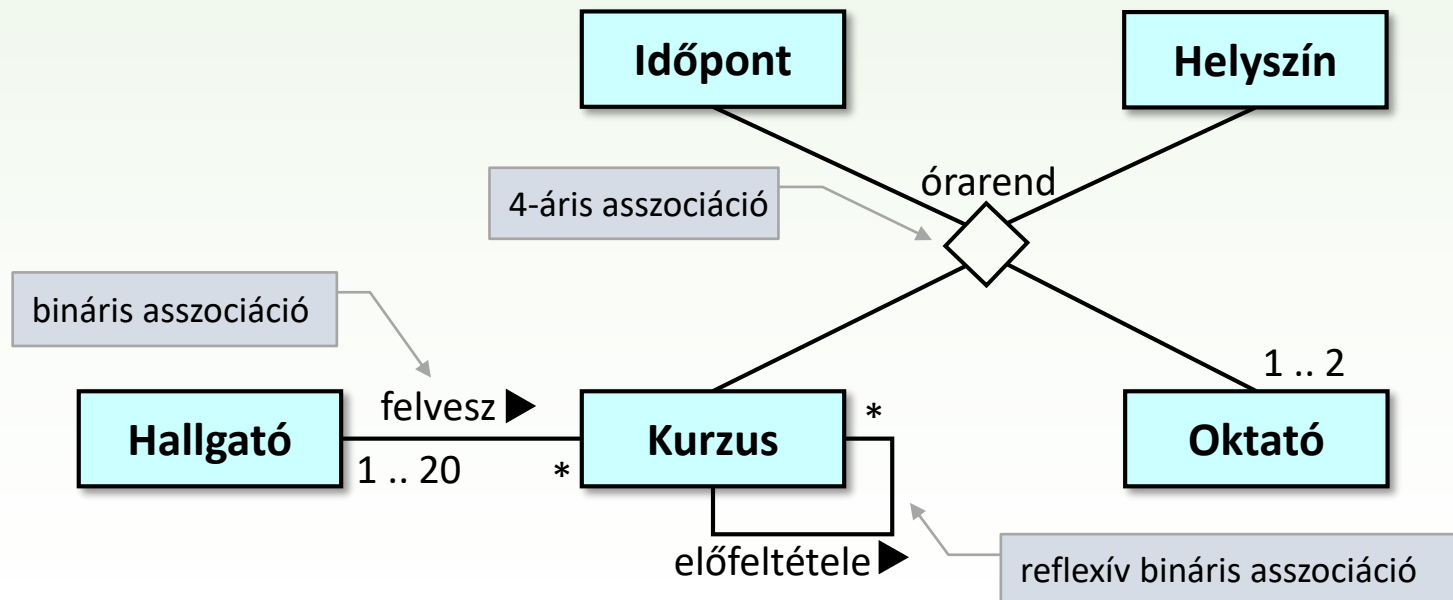 Időpont
Helyszín
4-áris asszociáció
órarend
bináris asszociáció
1 .. 2
felvesz ▶
Hallgató
1 .. 20
*
Kurzus
*
Oktató
előfeltétele ▶
reflexív bináris asszociáció